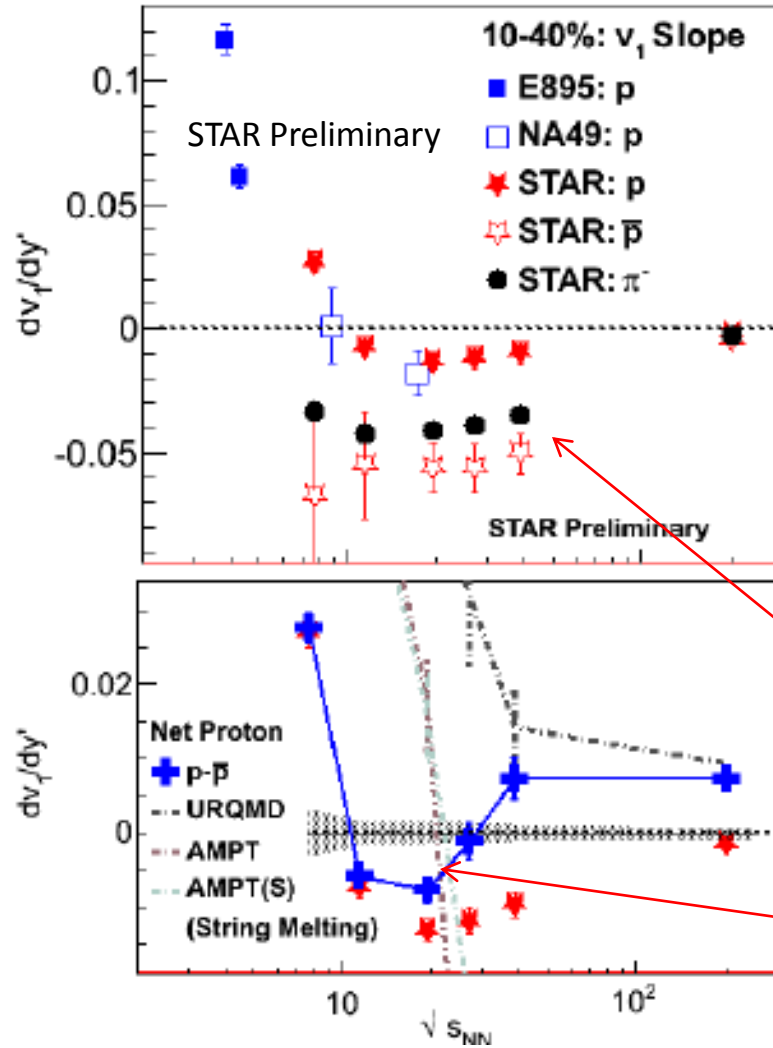 10-40%: v₁ Slope
0.1
E895: p
STAR Preliminary
NA49: p
STAR: p
0.05
STAR: p̅
STAR: π⁻
dv₁/dy'
0
-0.05
STAR Preliminary
0.02
Net Proton
p-p̅
dv₁/dy'
URQMD
0
AMPT
AMPT(S)
(String Melting)
10 10²
√ sNN